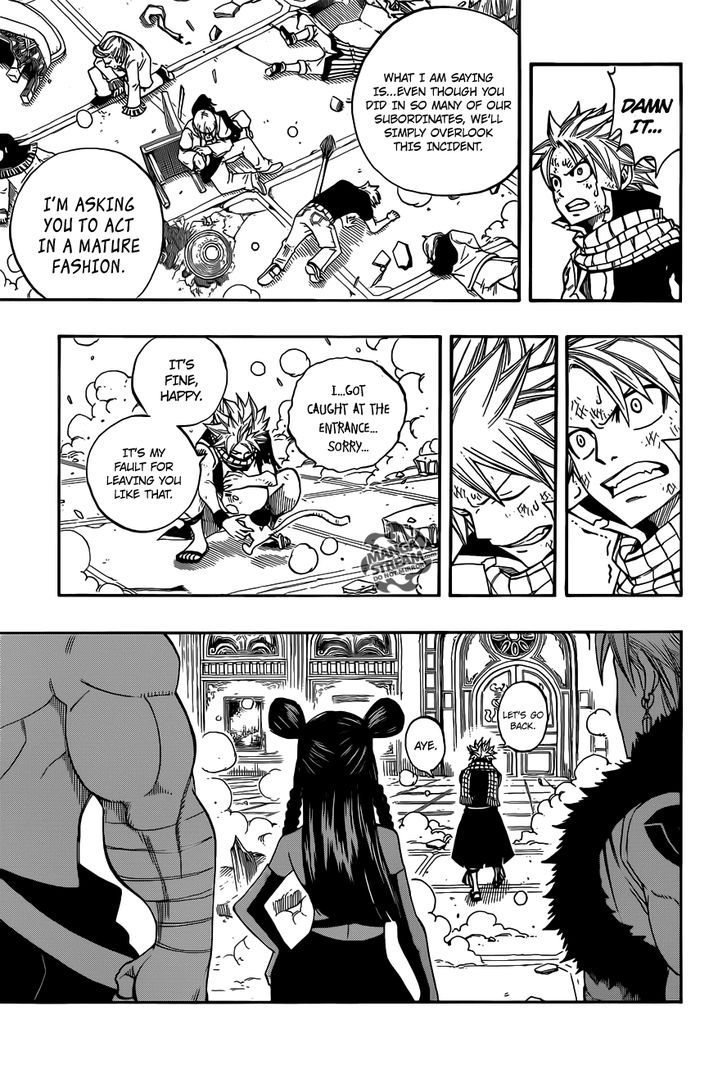 DAMN
IT...
WHAT I AM SAYING
IS...EVEN THOUGH YOU
DID IN SO MANY OF OUR
SUBORDINATES, WE'LL
SIMPLY OVERLOOK
THIS INCIDENT.
I'M ASKING
YOU TO ACT
IN A MATURE
FASHION.
I...GOT
CAUGHT AT THE
ENTRANCE...
SORRY...
IT'S
FINE,
HAPPY.
IT'S MY
FAULT FOR
LEAVING YOU
LIKE THAT.
MANGA
STREAM
LET'S GO
BACK.
AYE.